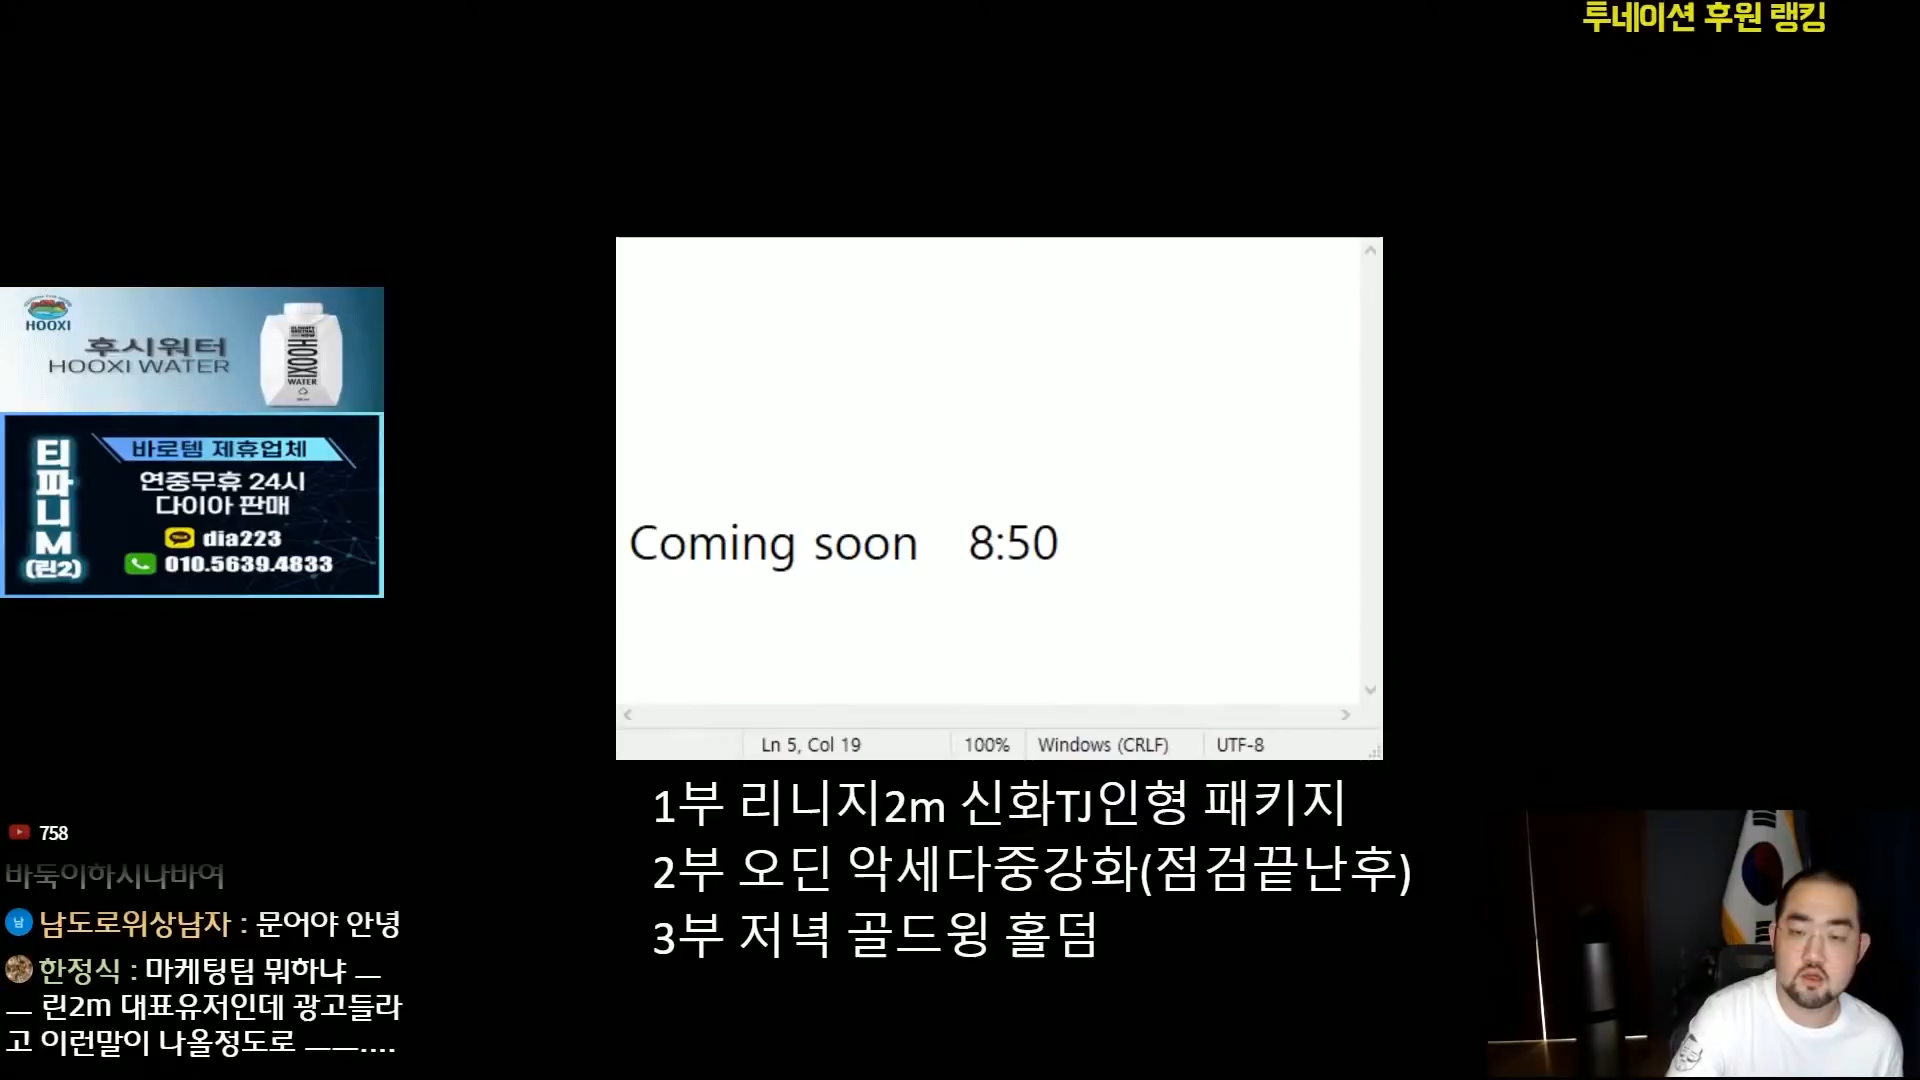 투네이션 후원 랭킹
HOOXI
후시워터
HOOXI WATER
HOOXI
WATER
티파니M
(린2)
바로템 제휴업체
연중무휴 24시
다이아 판매
dia223
010.5639.4833
Coming soon 8:50
Ln 5, Col 19 100% Windows (CRLF) UTF-8
1부 리니지2m 신화TJ인형 패키지
2부 오딘 악세다중강화(점검끝난후)
3부 저녁 골드윙 홀덤
758
바둑이하시나바여
남 남도로위상남자 : 문어야 안녕
한정식 : 마케팅팀 뭐하냐 ㅡ
ㅡ 린2m 대표유저인데 광고들라
고 이런말이 나올정도로 ㅡㅡ....